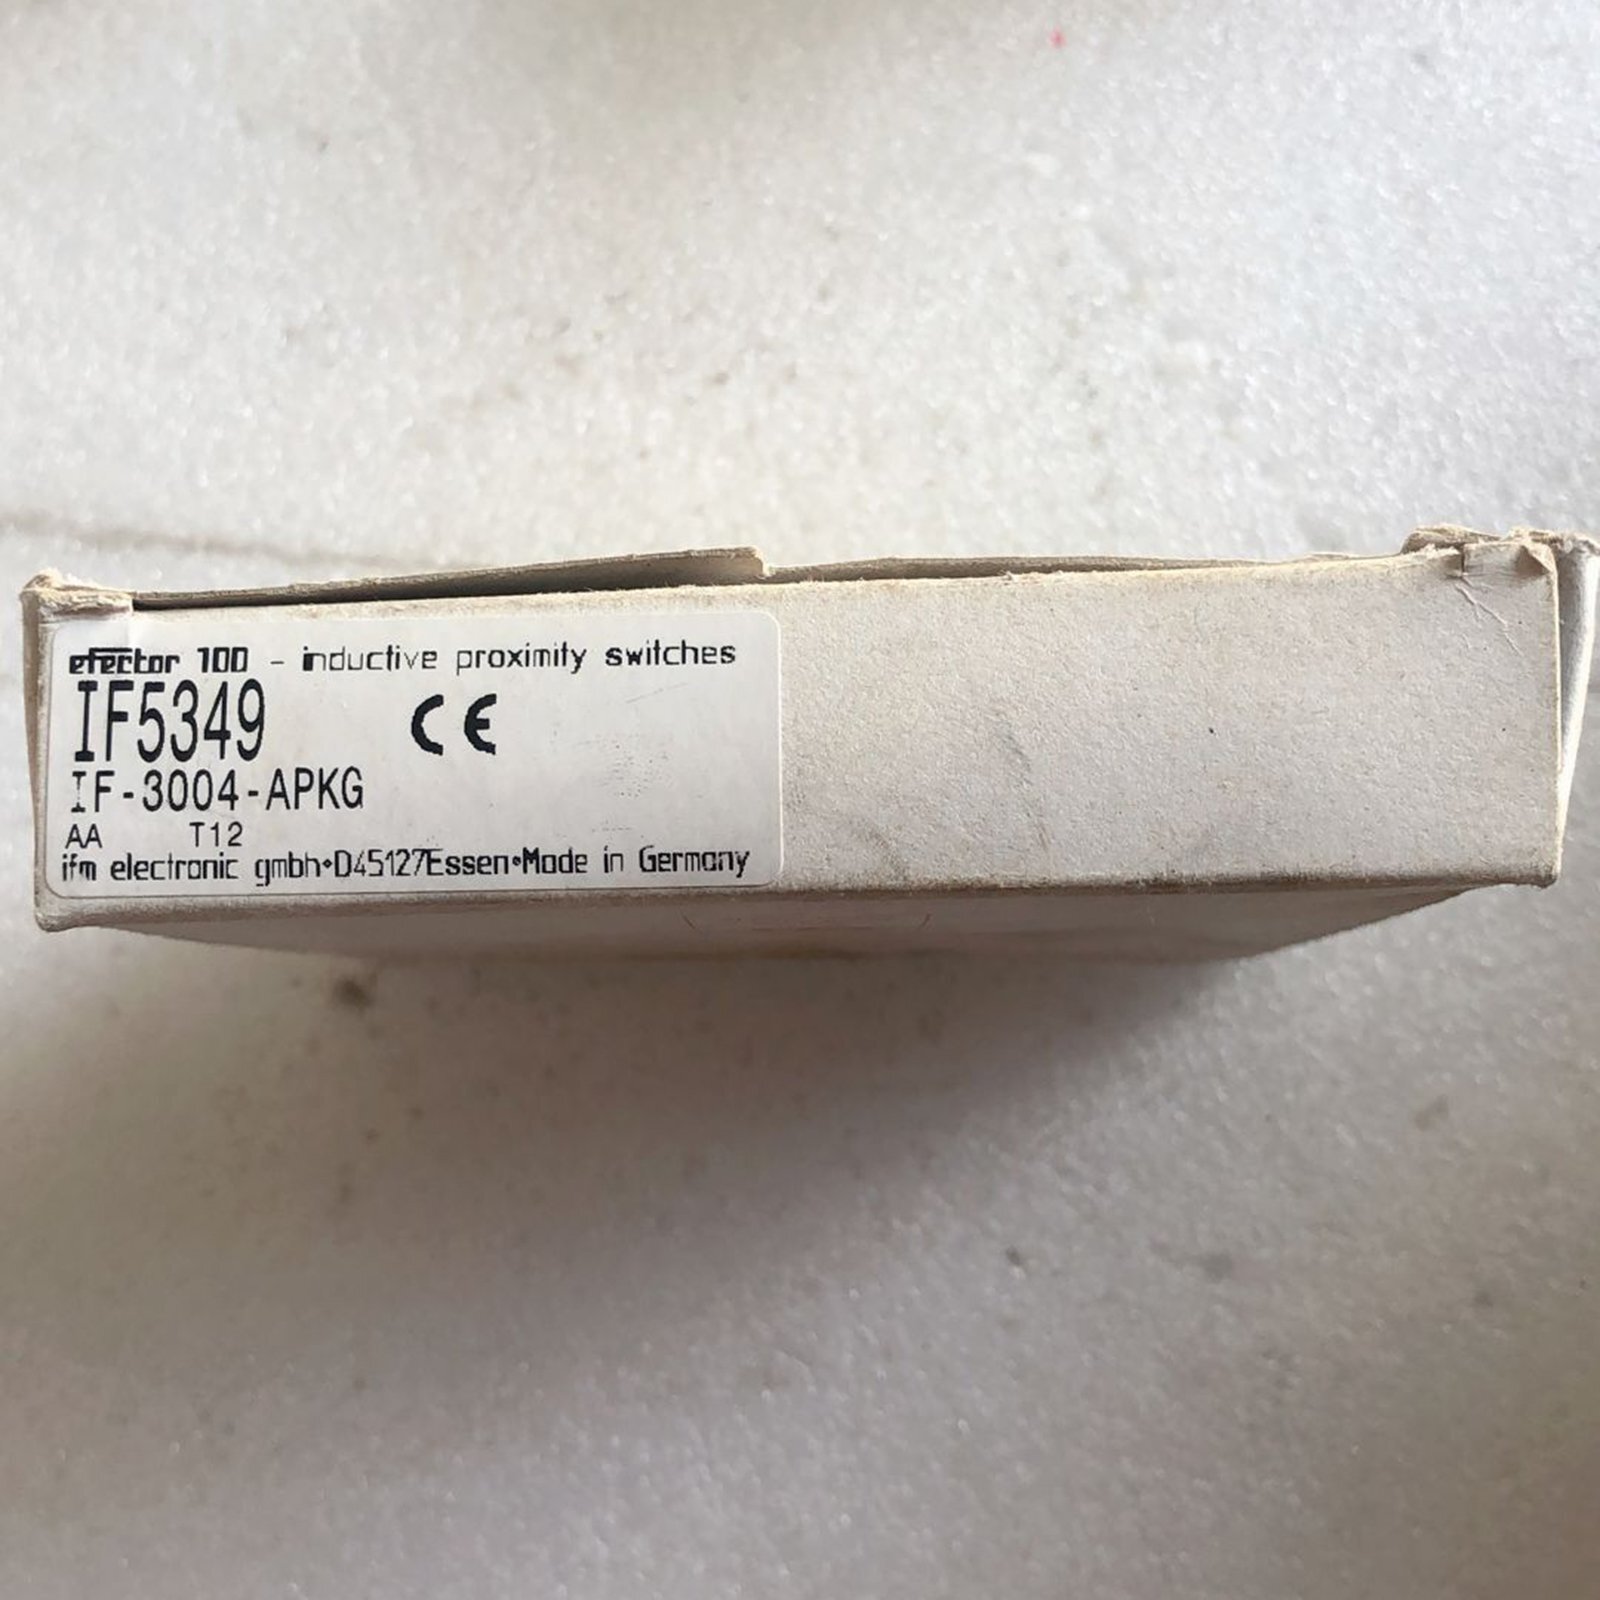 efector 100 - inductive proximity switches
IF5349 CE
IF-3004-APKG
AA T12
ifm electronic gmbh•D45127Essen•Made in Germany